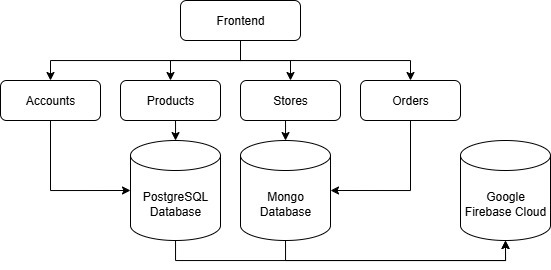 Frontend
Accounts
Products
Stores
Orders
PostgreSQL
Database
Mongo
Database
Google
Firebase Cloud